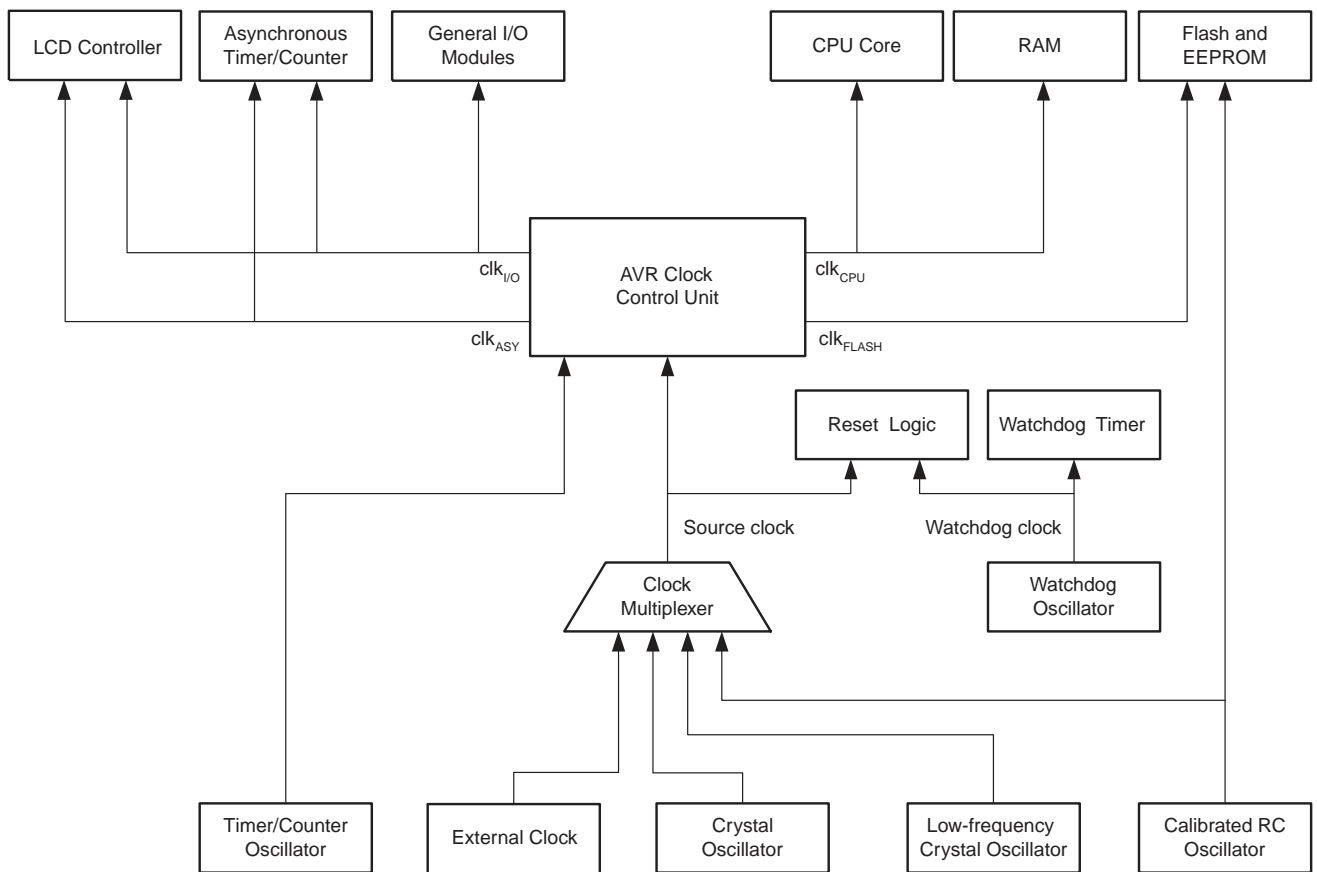 LCD Controller
Asynchronous
Timer/Counter
General I/O
Modules
CPU Core
RAM
Flash and
EEPROM
clkI/O
AVR Clock
Control Unit
clkCPU
clkASY
clkFLASH
Reset Logic
Watchdog Timer
Source clock
Watchdog clock
Clock
Multiplexer
Watchdog
Oscillator
Timer/Counter
Oscillator
External Clock
Crystal
Oscillator
Low-frequency
Crystal Oscillator
Calibrated RC
Oscillator